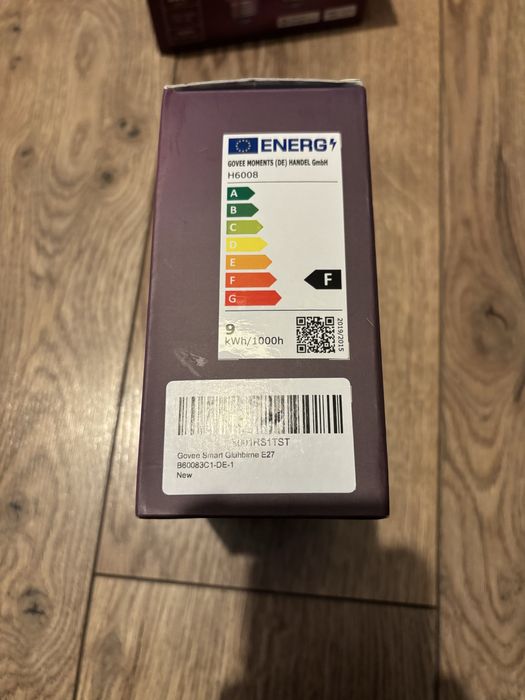 ENERG
GOVEE MOMENTS (DE) HANDEL GmbH
H6008
A
B
C
D
E
F
G
F
9
kWh/1000h
2019/2015
Govee Smart Glühbirne E27
B60083C1-DE-1
New